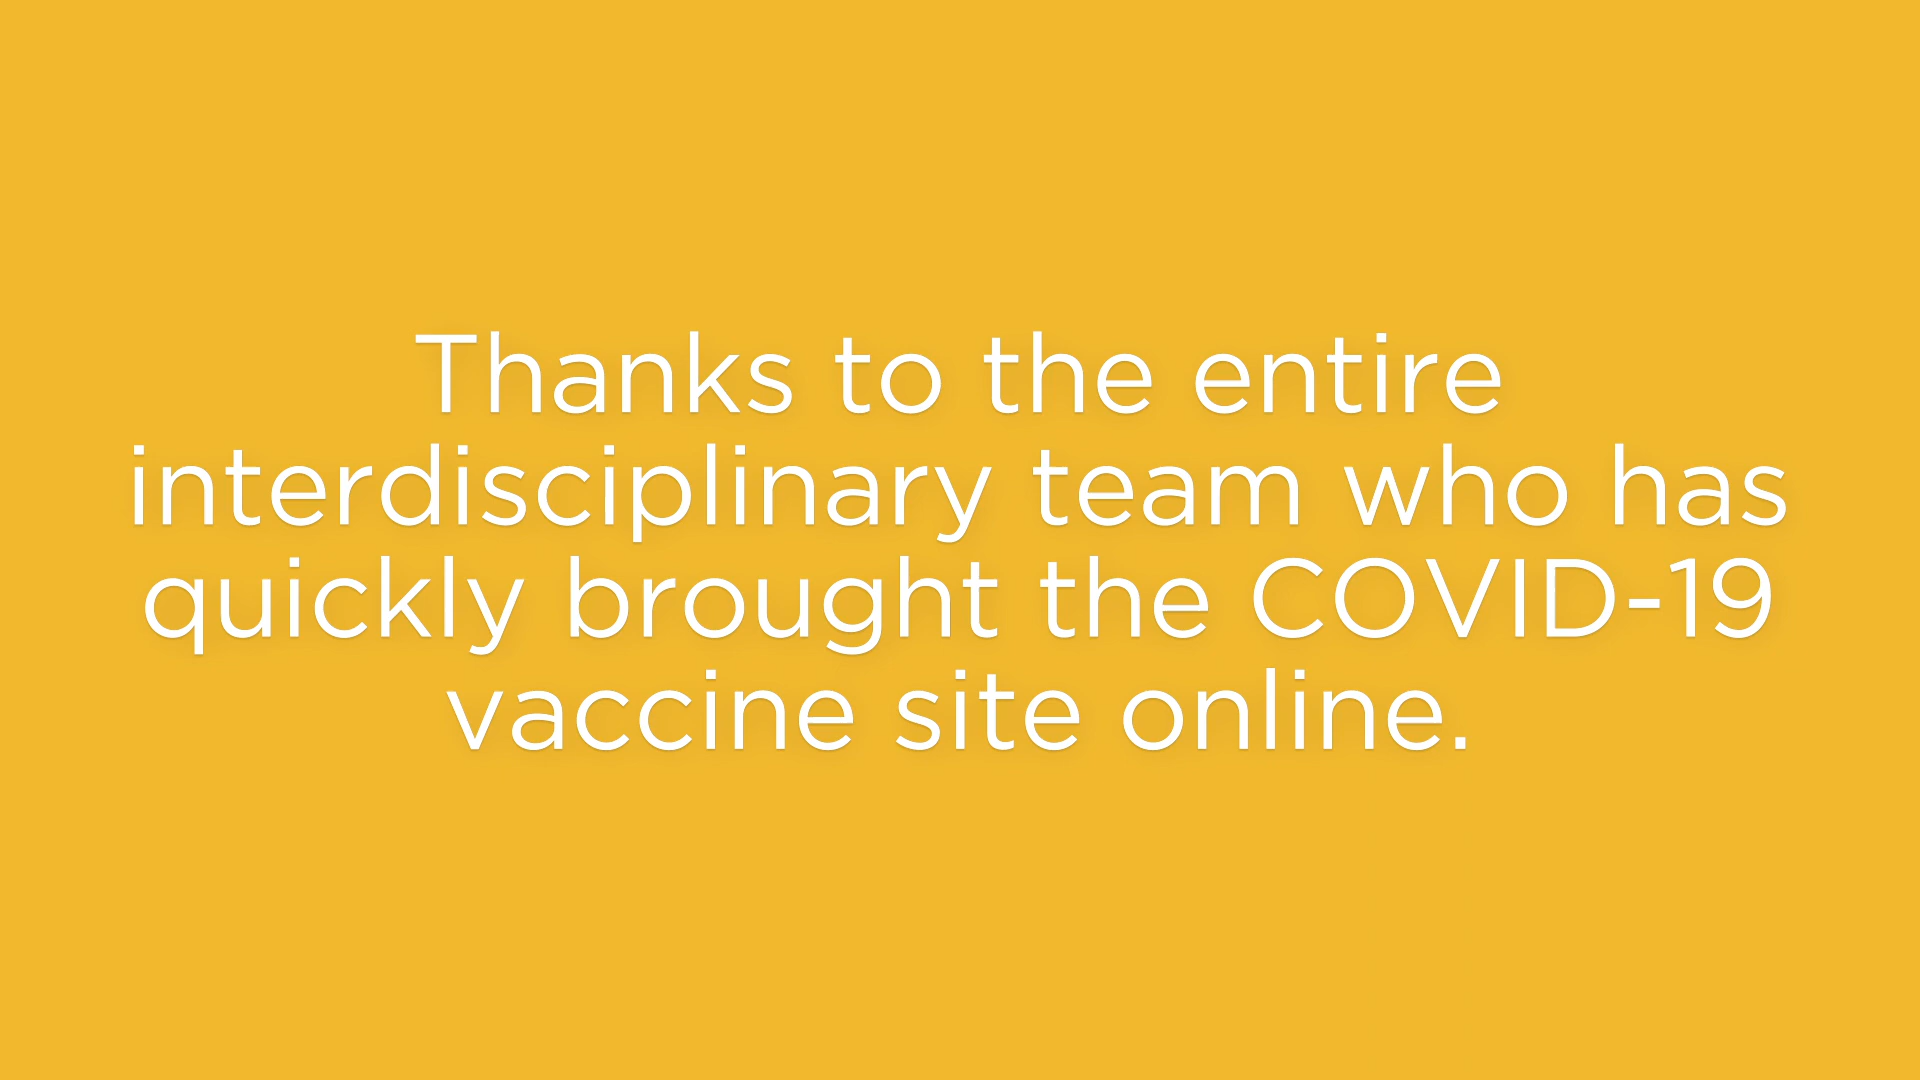 Thanks to the entire
interdisciplinary team who has
quickly brought the COVID-19
vaccine site online.